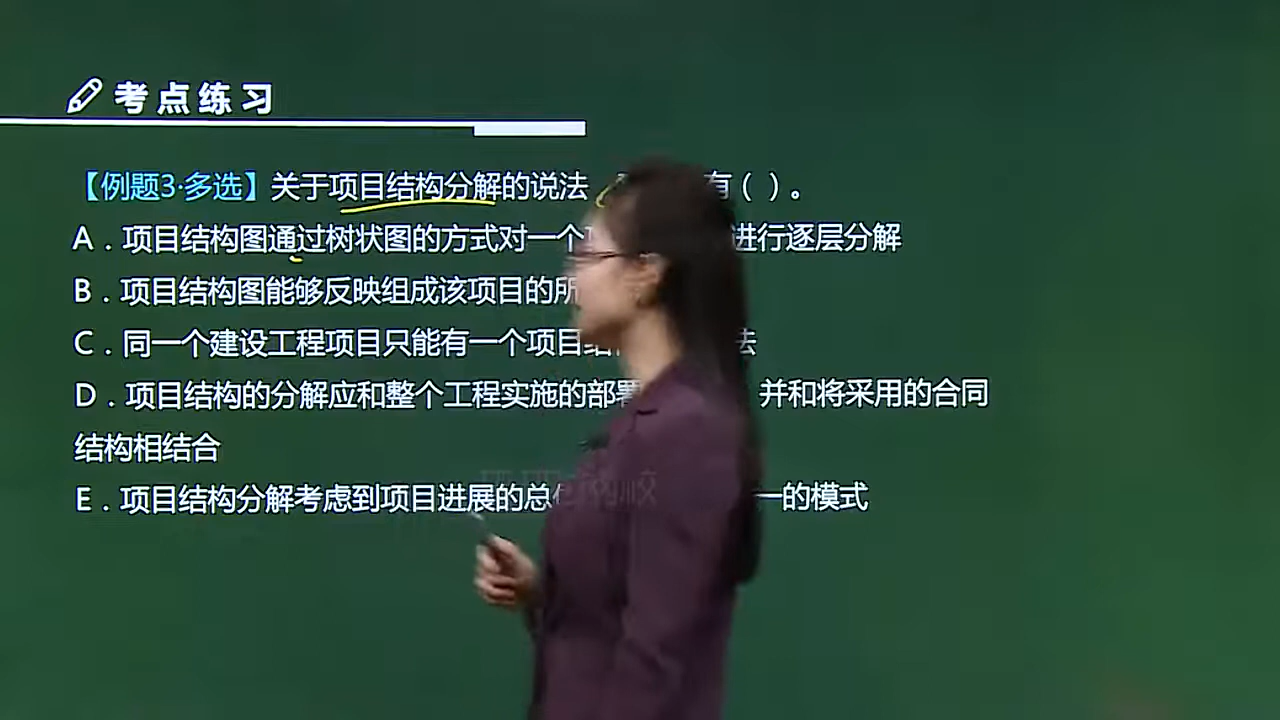 考点练习
【例题3·多选】关于项目结构分解的说法 有（ ）。
A．项目结构图通过树状图的方式对一个 进行逐层分解
B．项目结构图能够反映组成该项目的所
C．同一个建设工程项目只能有一个项目结 法
D．项目结构的分解应和整个工程实施的部署 并和将采用的合同
结构相结合
E．项目结构分解考虑到项目进展的总 一的模式